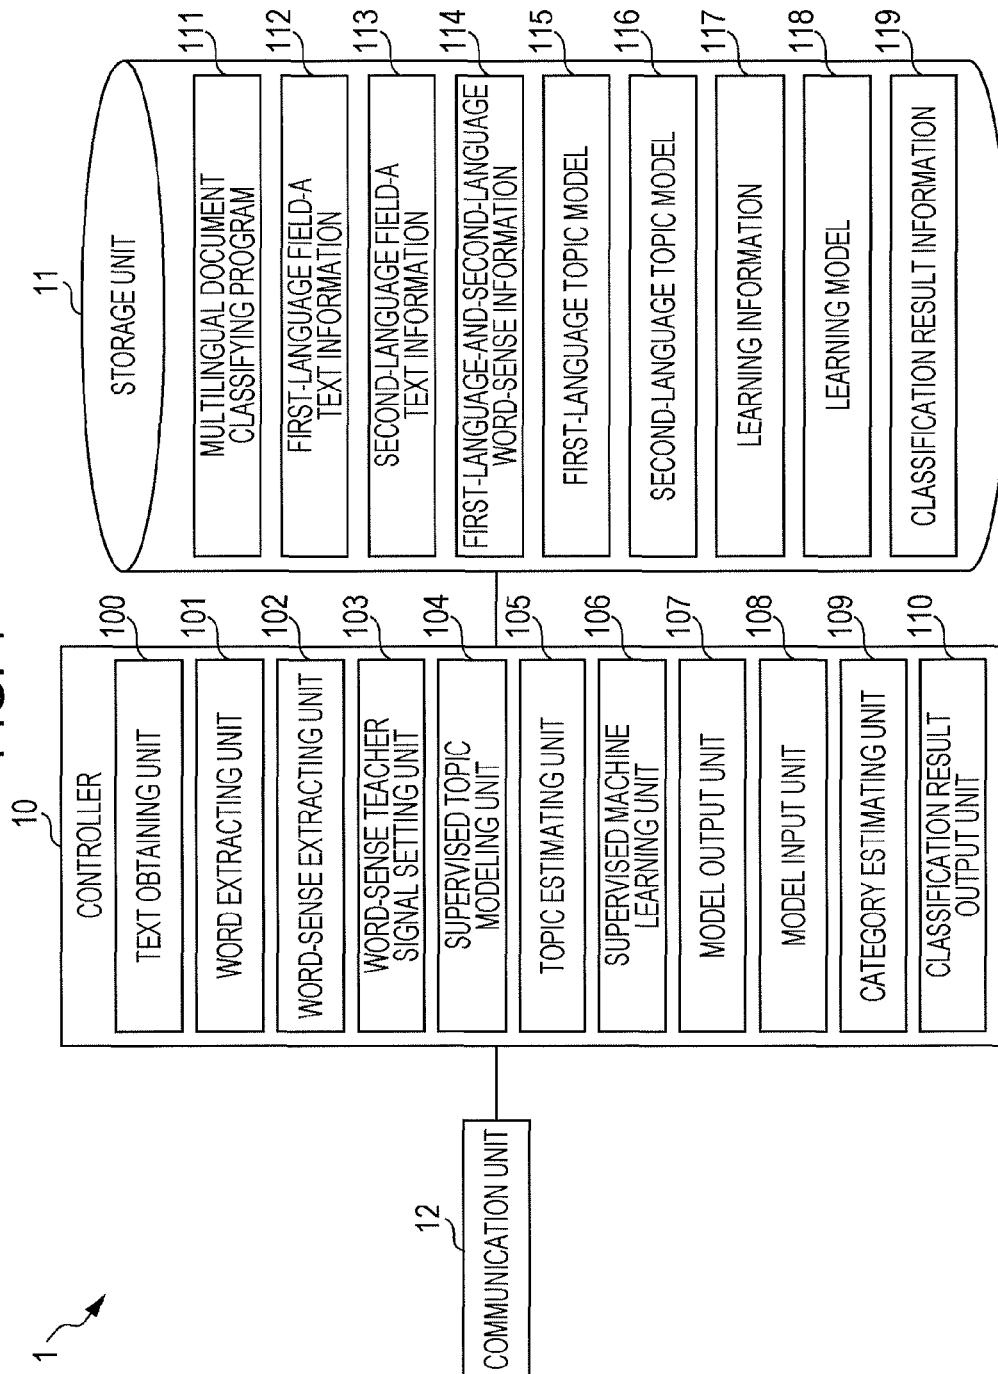 1
12
COMMUNICATION UNIT
10
CONTROLLER
TEXT OBTAINING UNIT
100
WORD EXTRACTING UNIT
101
WORD-SENSE EXTRACTING UNIT
102
WORD-SENSE TEACHER
SIGNAL SETTING UNIT
103
SUPERVISED TOPIC
MODELING UNIT
104
TOPIC ESTIMATING UNIT
105
SUPERVISED MACHINE
LEARNING UNIT
106
MODEL OUTPUT UNIT
107
MODEL INPUT UNIT
108
CATEGORY ESTIMATING UNIT
109
CLASSIFICATION RESULT
OUTPUT UNIT
110
11
STORAGE UNIT
MULTILINGUAL DOCUMENT
CLASSIFYING PROGRAM
111
FIRST-LANGUAGE FIELD-A
TEXT INFORMATION
112
SECOND-LANGUAGE FIELD-A
TEXT INFORMATION
113
FIRST-LANGUAGE-AND-SECOND-LANGUAGE
WORD-SENSE INFORMATION
114
FIRST-LANGUAGE TOPIC MODEL
115
SECOND-LANGUAGE TOPIC MODEL
116
LEARNING INFORMATION
117
LEARNING MODEL
118
CLASSIFICATION RESULT INFORMATION
119